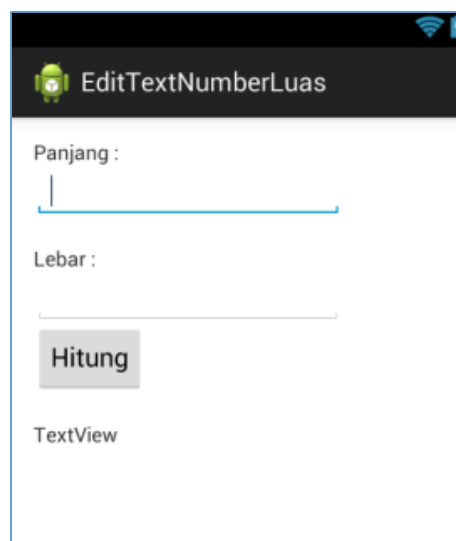 EditTextNumberLuas
Panjang :
Lebar :
Hitung
TextView